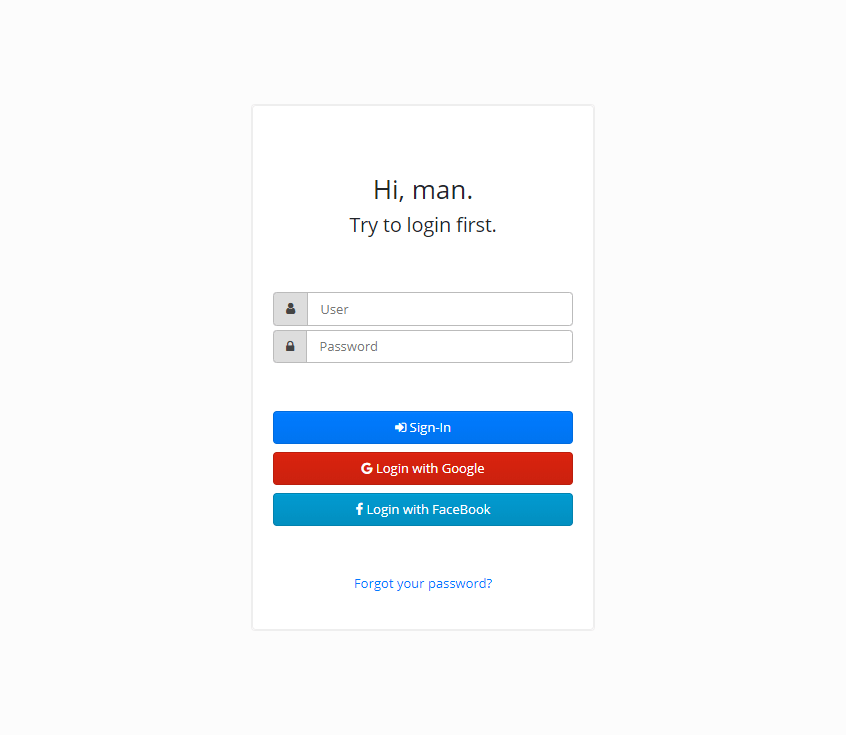 Hi, man.
Try to login first.
User
Password
Sign-In
Login with Google
Login with FaceBook
Forgot your password?